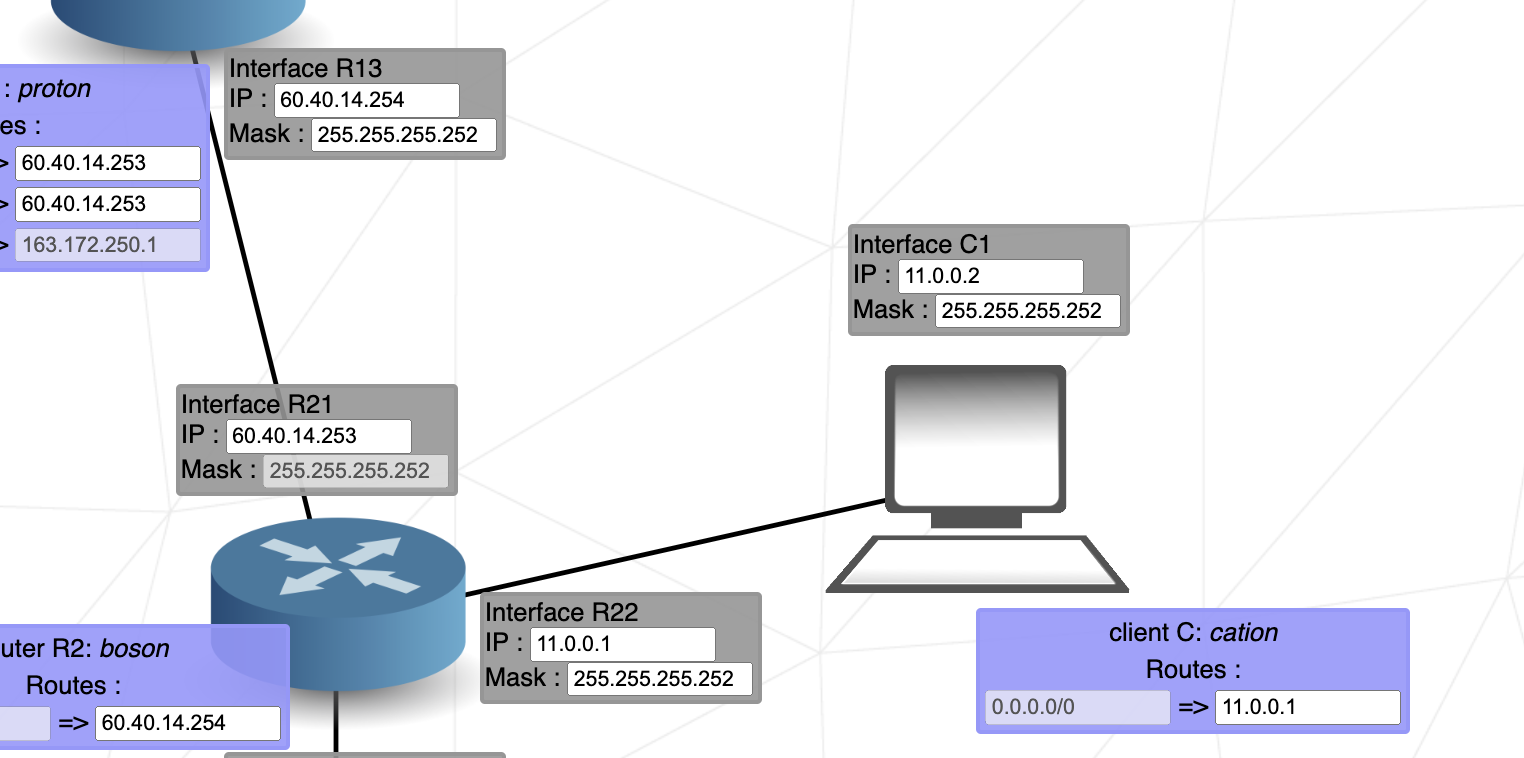 Interface R13
IP : 60.40.14.254
Mask : 255.255.255.252
: proton
es :
> 60.40.14.253
> 60.40.14.253
> 163.172.250.1
Interface C1
IP : 11.0.0.2
Mask : 255.255.255.252
Interface R21
IP : 60.40.14.253
Mask : 255.255.255.252
Interface R22
IP : 11.0.0.1
Mask : 255.255.255.252
uter R2: boson
Routes :
=> 60.40.14.254
client C: cation
Routes :
0.0.0.0/0 => 11.0.0.1